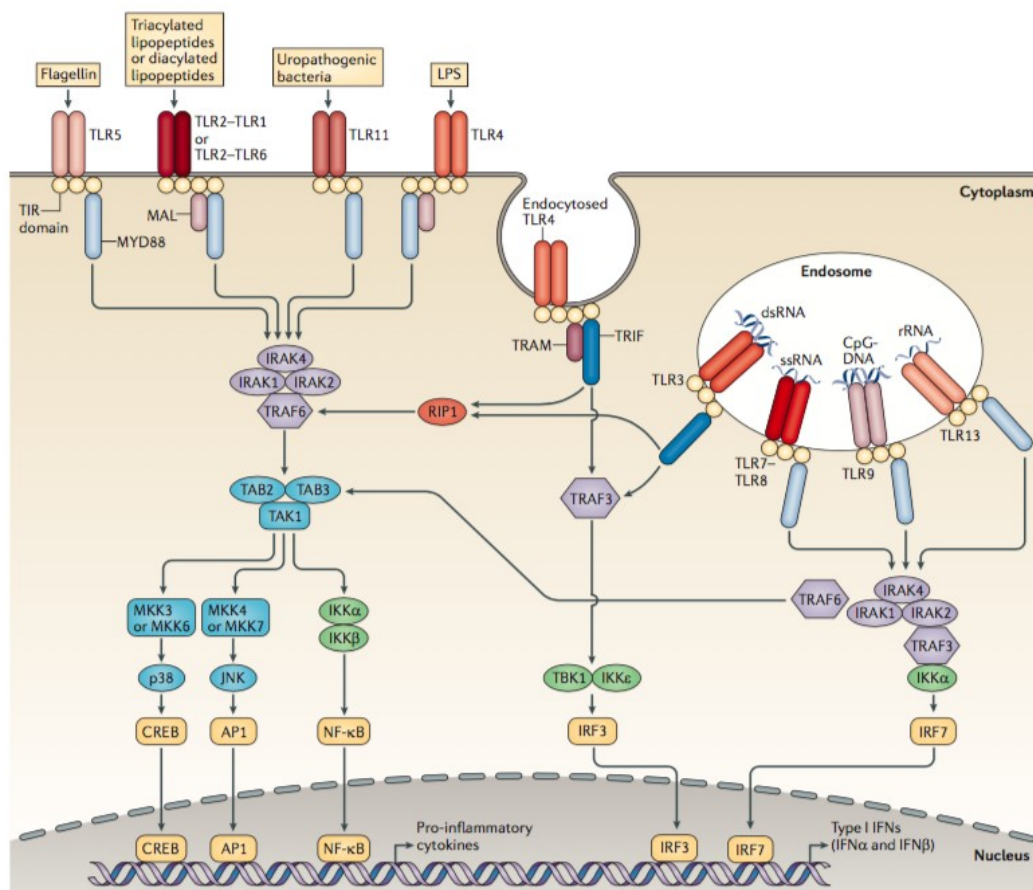 Triacylated
lipopeptides
or diacylated
lipopeptides
Flagellin
Uropathogenic
bacteria
LPS
TLR5
TLR2–TLR1
or
TLR2–TLR6
TLR11
TLR4
Cytoplasm
TIR
domain
MAL
MYD88
Endocytosed
TLR4
Endosome
TRAM
TRIF
dsRNA
ssRNA
CpG-
DNA
rRNA
TLR3
TLR7–
TLR8
TLR9
TLR13
IRAK4
IRAK1
IRAK2
TRAF6
RIP1
TRAF3
TAB2
TAB3
TAK1
TRAF6
IRAK4
IRAK1
IRAK2
TRAF3
IKKα
MKK3
or MKK6
MKK4
or MKK7
IKKα
IKKβ
p38
JNK
TBK1
IKKε
CREB
AP1
NF-κB
IRF3
IRF7
Pro-inflammatory
cytokines
Type I IFNs
(IFNα and IFNβ)
Nucleus
CREB
AP1
NF-κB
IRF3
IRF7